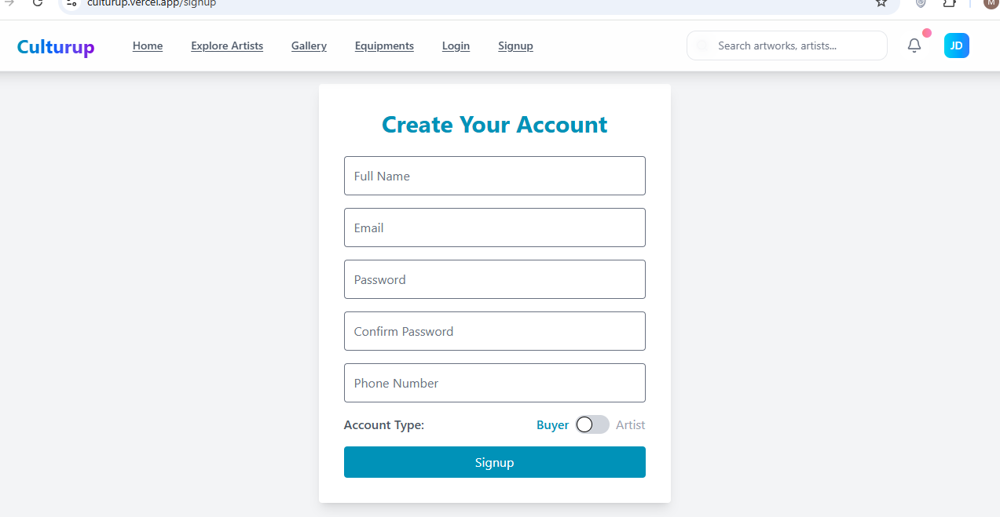 culturup.vercel.app/signup
M
Culturup
Home
Explore Artists
Gallery
Equipments
Login
Signup
Search artworks, artists...
JD
Create Your Account
Full Name
Email
Password
Confirm Password
Phone Number
Account Type:
Buyer
Artist
Signup